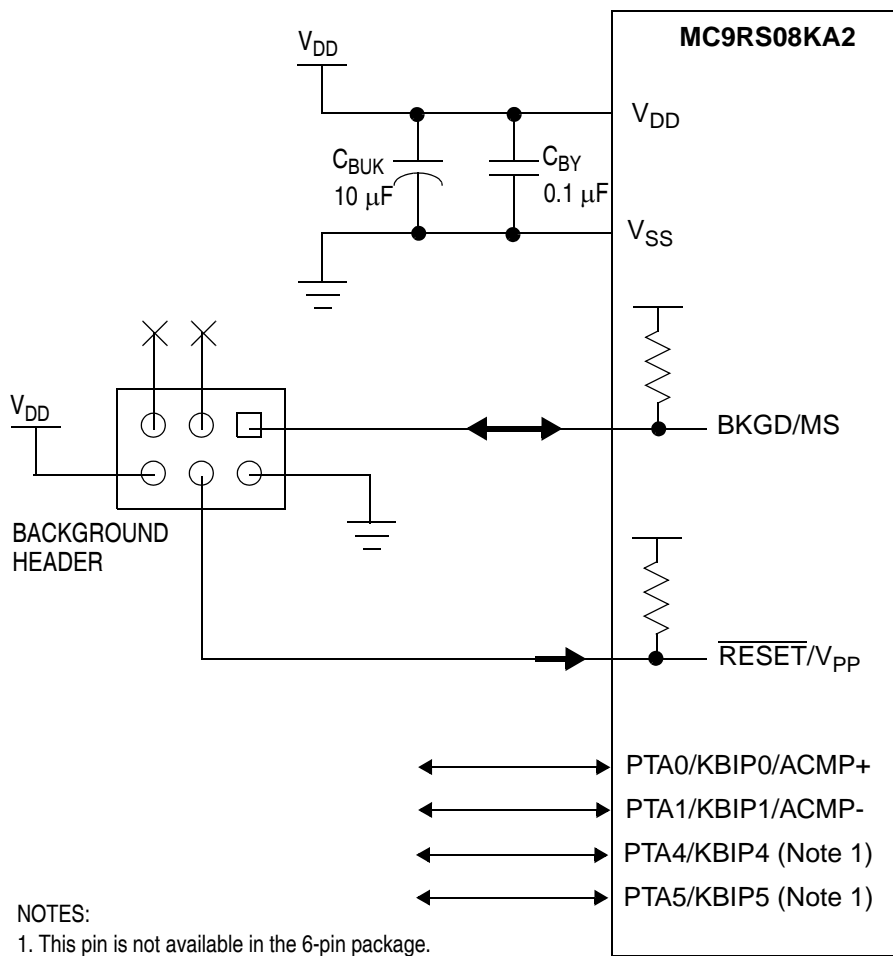 MC9RS08KA2
VDD
VDD
CBUK
10 μF
CBY
0.1 μF
VSS
VDD
BKGD/MS
BACKGROUND
HEADER
RESET/VPP
PTA0/KBIP0/ACMP+
PTA1/KBIP1/ACMP-
PTA4/KBIP4 (Note 1)
PTA5/KBIP5 (Note 1)
NOTES:
1. This pin is not available in the 6-pin package.